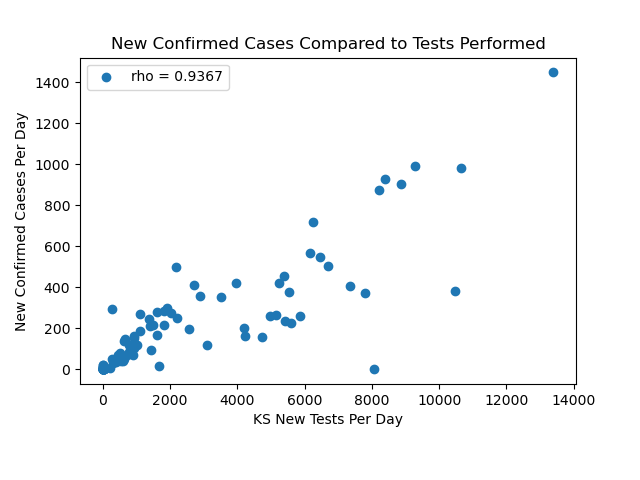 New Confirmed Cases Compared to Tests Performed
rho = 0.9367
New Confirmed Caeses Per Day
1400
1200
1000
800
600
400
200
0
0 2000 4000 6000 8000 10000 12000 14000
KS New Tests Per Day